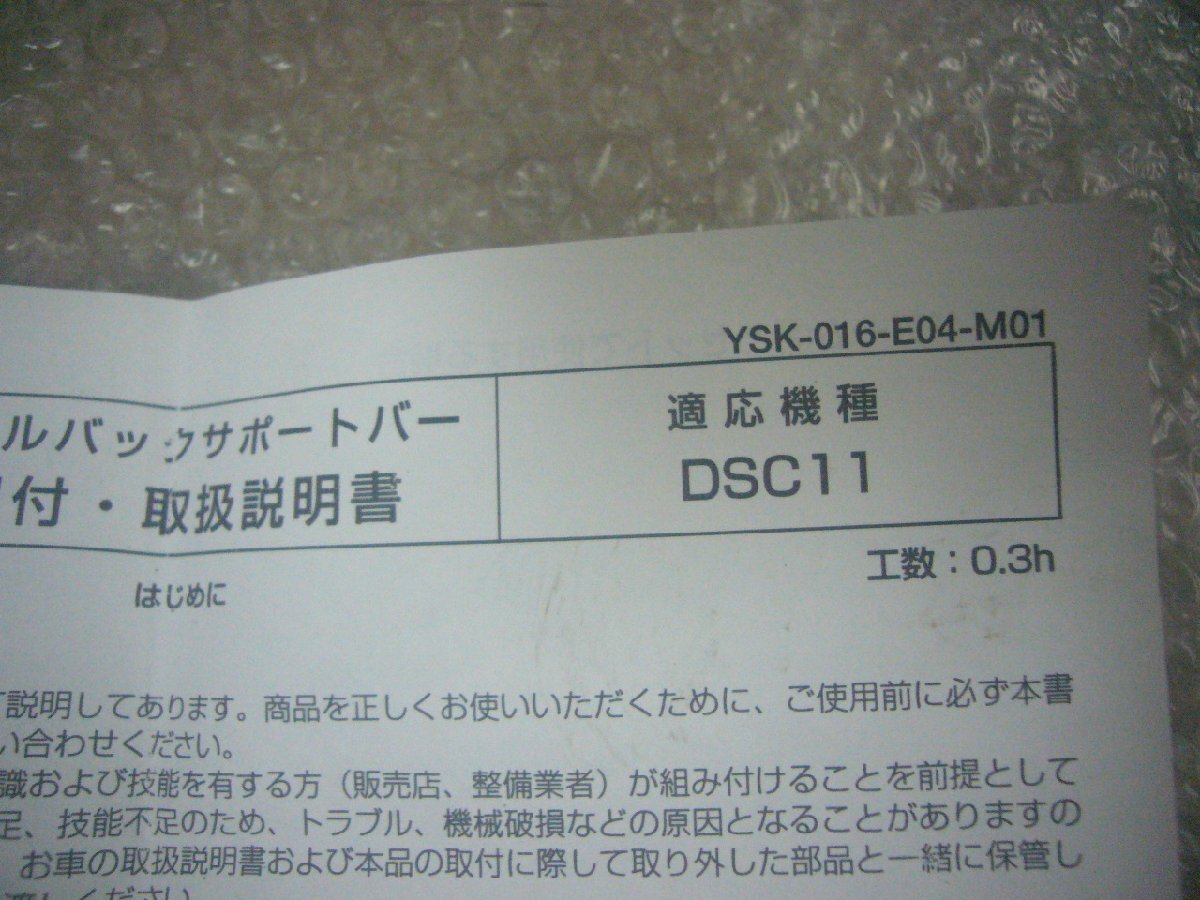 YSK-016-E04-M01
ルバックサポートバー
付・取扱説明書
適応機種
DSC11
工数：0.3h
はじめに
説明してあります。商品を正しくお使いいただくために、ご使用前に必ず本書
い合わせください。
識および技能を有する方（販売店、整備業者）が組み付けることを前提として
足、技能不足のため、トラブル、機械破損などの原因となることがありますの
お車の取扱説明書および本品の取付に際して取り外した部品と一緒に保管し
ください